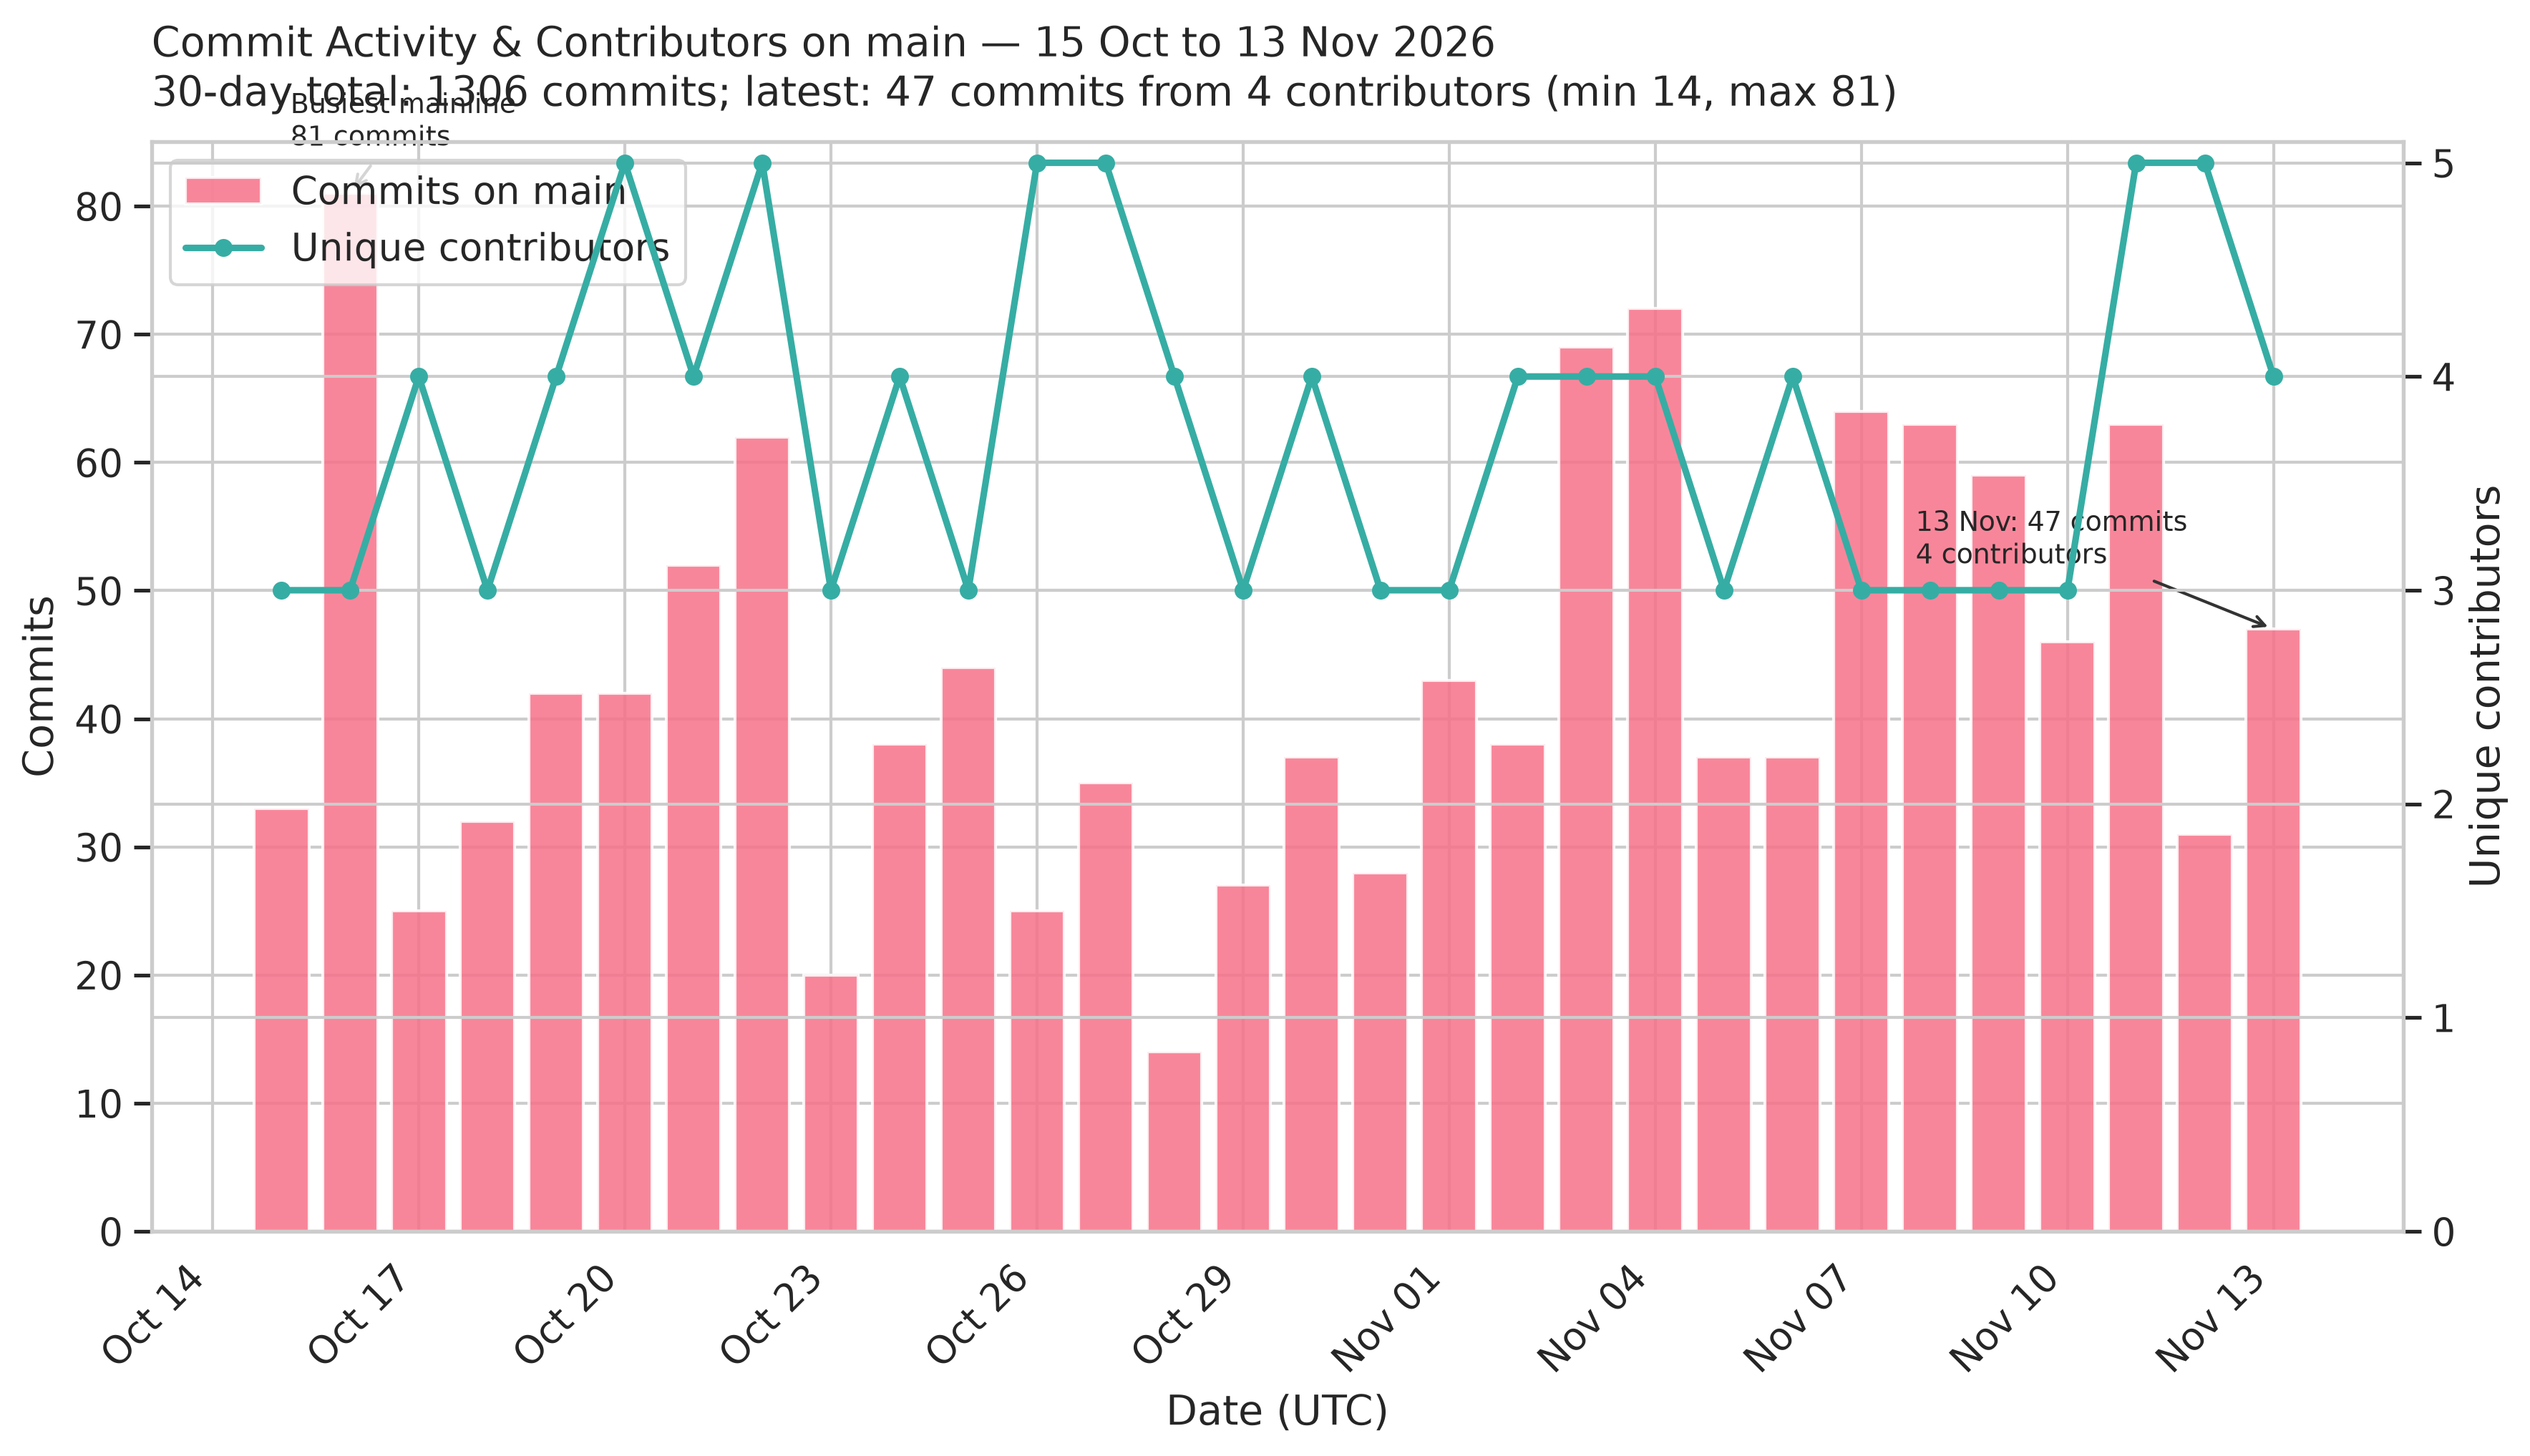 Commit Activity & Contributors on main — 15 Oct to 13 Nov 2026
30-day total: 1306 commits; latest: 47 commits from 4 contributors (min 14, max 81)
Busiest mainline
81 commits
Commits on main
Unique contributors
13 Nov: 47 commits
4 contributors
Commits
80
70
60
50
40
30
20
10
0
5
4
3
2
1
0
Unique contributors
Oct 14
Oct 17
Oct 20
Oct 23
Oct 26
Oct 29
Nov 01
Nov 04
Nov 07
Nov 10
Nov 13
Date (UTC)